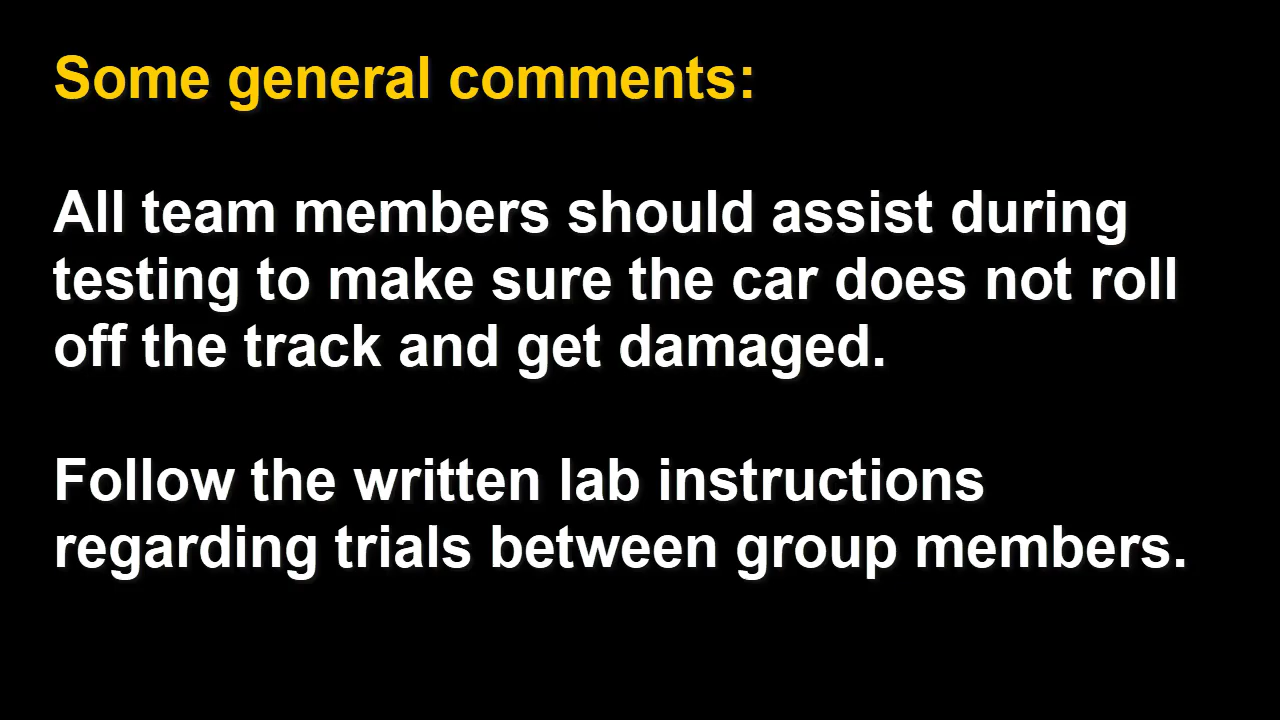 Some general comments:
All team members should assist during
testing to make sure the car does not roll
off the track and get damaged.
Follow the written lab instructions
regarding trials between group members.